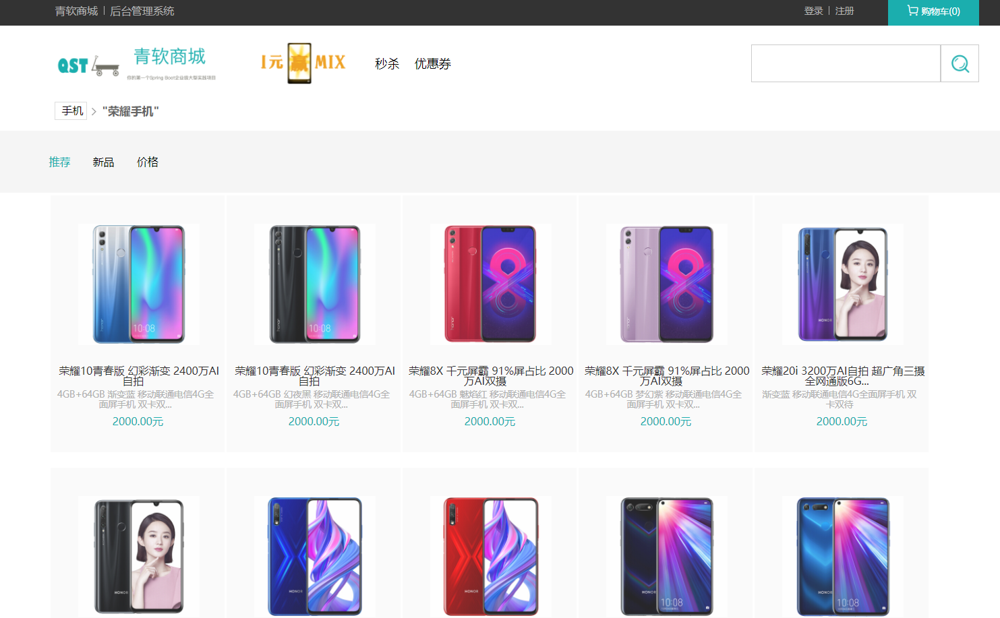 青软商城 | 后台管理系统
登录 | 注册
购物车(0)
QST
青软商城
你的第一个Spring Boot企业级大型实践项目
1元 赢 MIX
秒杀 优惠券
手机 > "荣耀手机"
推荐 新品 价格
10:08
10:08
荣耀10青春版 幻彩渐变 2400万AI
自拍
4GB+64GB 渐变蓝 移动联通电信4G全
面屏手机 双卡双...
2000.00元
荣耀10青春版 幻彩渐变 2400万AI
自拍
4GB+64GB 幻夜黑 移动联通电信4G全
面屏手机 双卡双...
2000.00元
荣耀8X 千元屏霸 91%屏占比 2000
万AI双摄
4GB+64GB 魅焰红 移动联通电信4G全
面屏手机 双卡双...
2000.00元
荣耀8X 千元屏霸 91%屏占比 2000
万AI双摄
4GB+64GB 梦幻紫 移动联通电信4G全
面屏手机 双卡双...
2000.00元
HONOR
荣耀20i 3200万AI自拍 超广角三摄
全网通版6G...
渐变蓝 移动联通电信4G全面屏手机 双
卡双待
2000.00元
HONOR
HONOR
HONOR
HONOR
10:08
HONOR
10:08